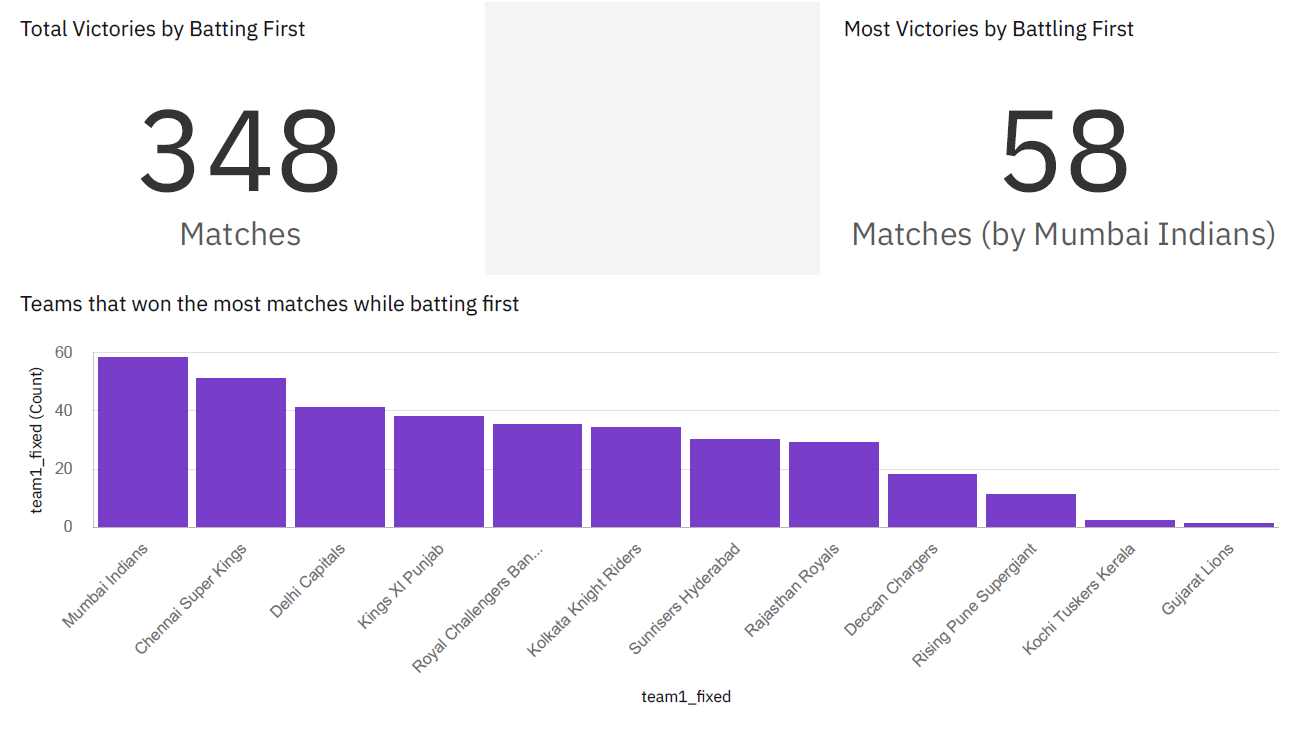 Total Victories by Batting First
348
Matches
Most Victories by Battling First
58
Matches (by Mumbai Indians)
Teams that won the most matches while batting first
team1_fixed (Count)
60
40
20
0
Mumbai Indians
Chennai Super Kings
Delhi Capitals
Kings XI Punjab
Royal Challengers Ban...
Kolkata Knight Riders
Sunrisers Hyderabad
Rajasthan Royals
Deccan Chargers
Rising Pune Supergiant
Kochi Tuskers Kerala
Gujarat Lions
team1_fixed